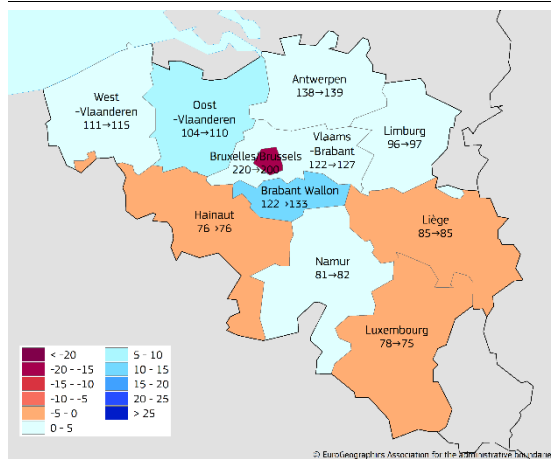 Antwerpen
138→139
West
-Vlaanderen
111→115
Oost
-Vlaanderen
104→110
Limburg
96→97
Vlaams
-Brabant
122→127
Bruxelles/Brussels
220→200
Brabant Wallon
122→133
Hainaut
76→76
Liège
85→85
Namur
81→82
Luxembourg
78→75
< -20
-20 - -15
-15 - -10
-10 - -5
-5 - 0
0 - 5
5 - 10
10 - 15
15 - 20
20 - 25
> 25
© EuroGeographics Association for the administrative boundarie